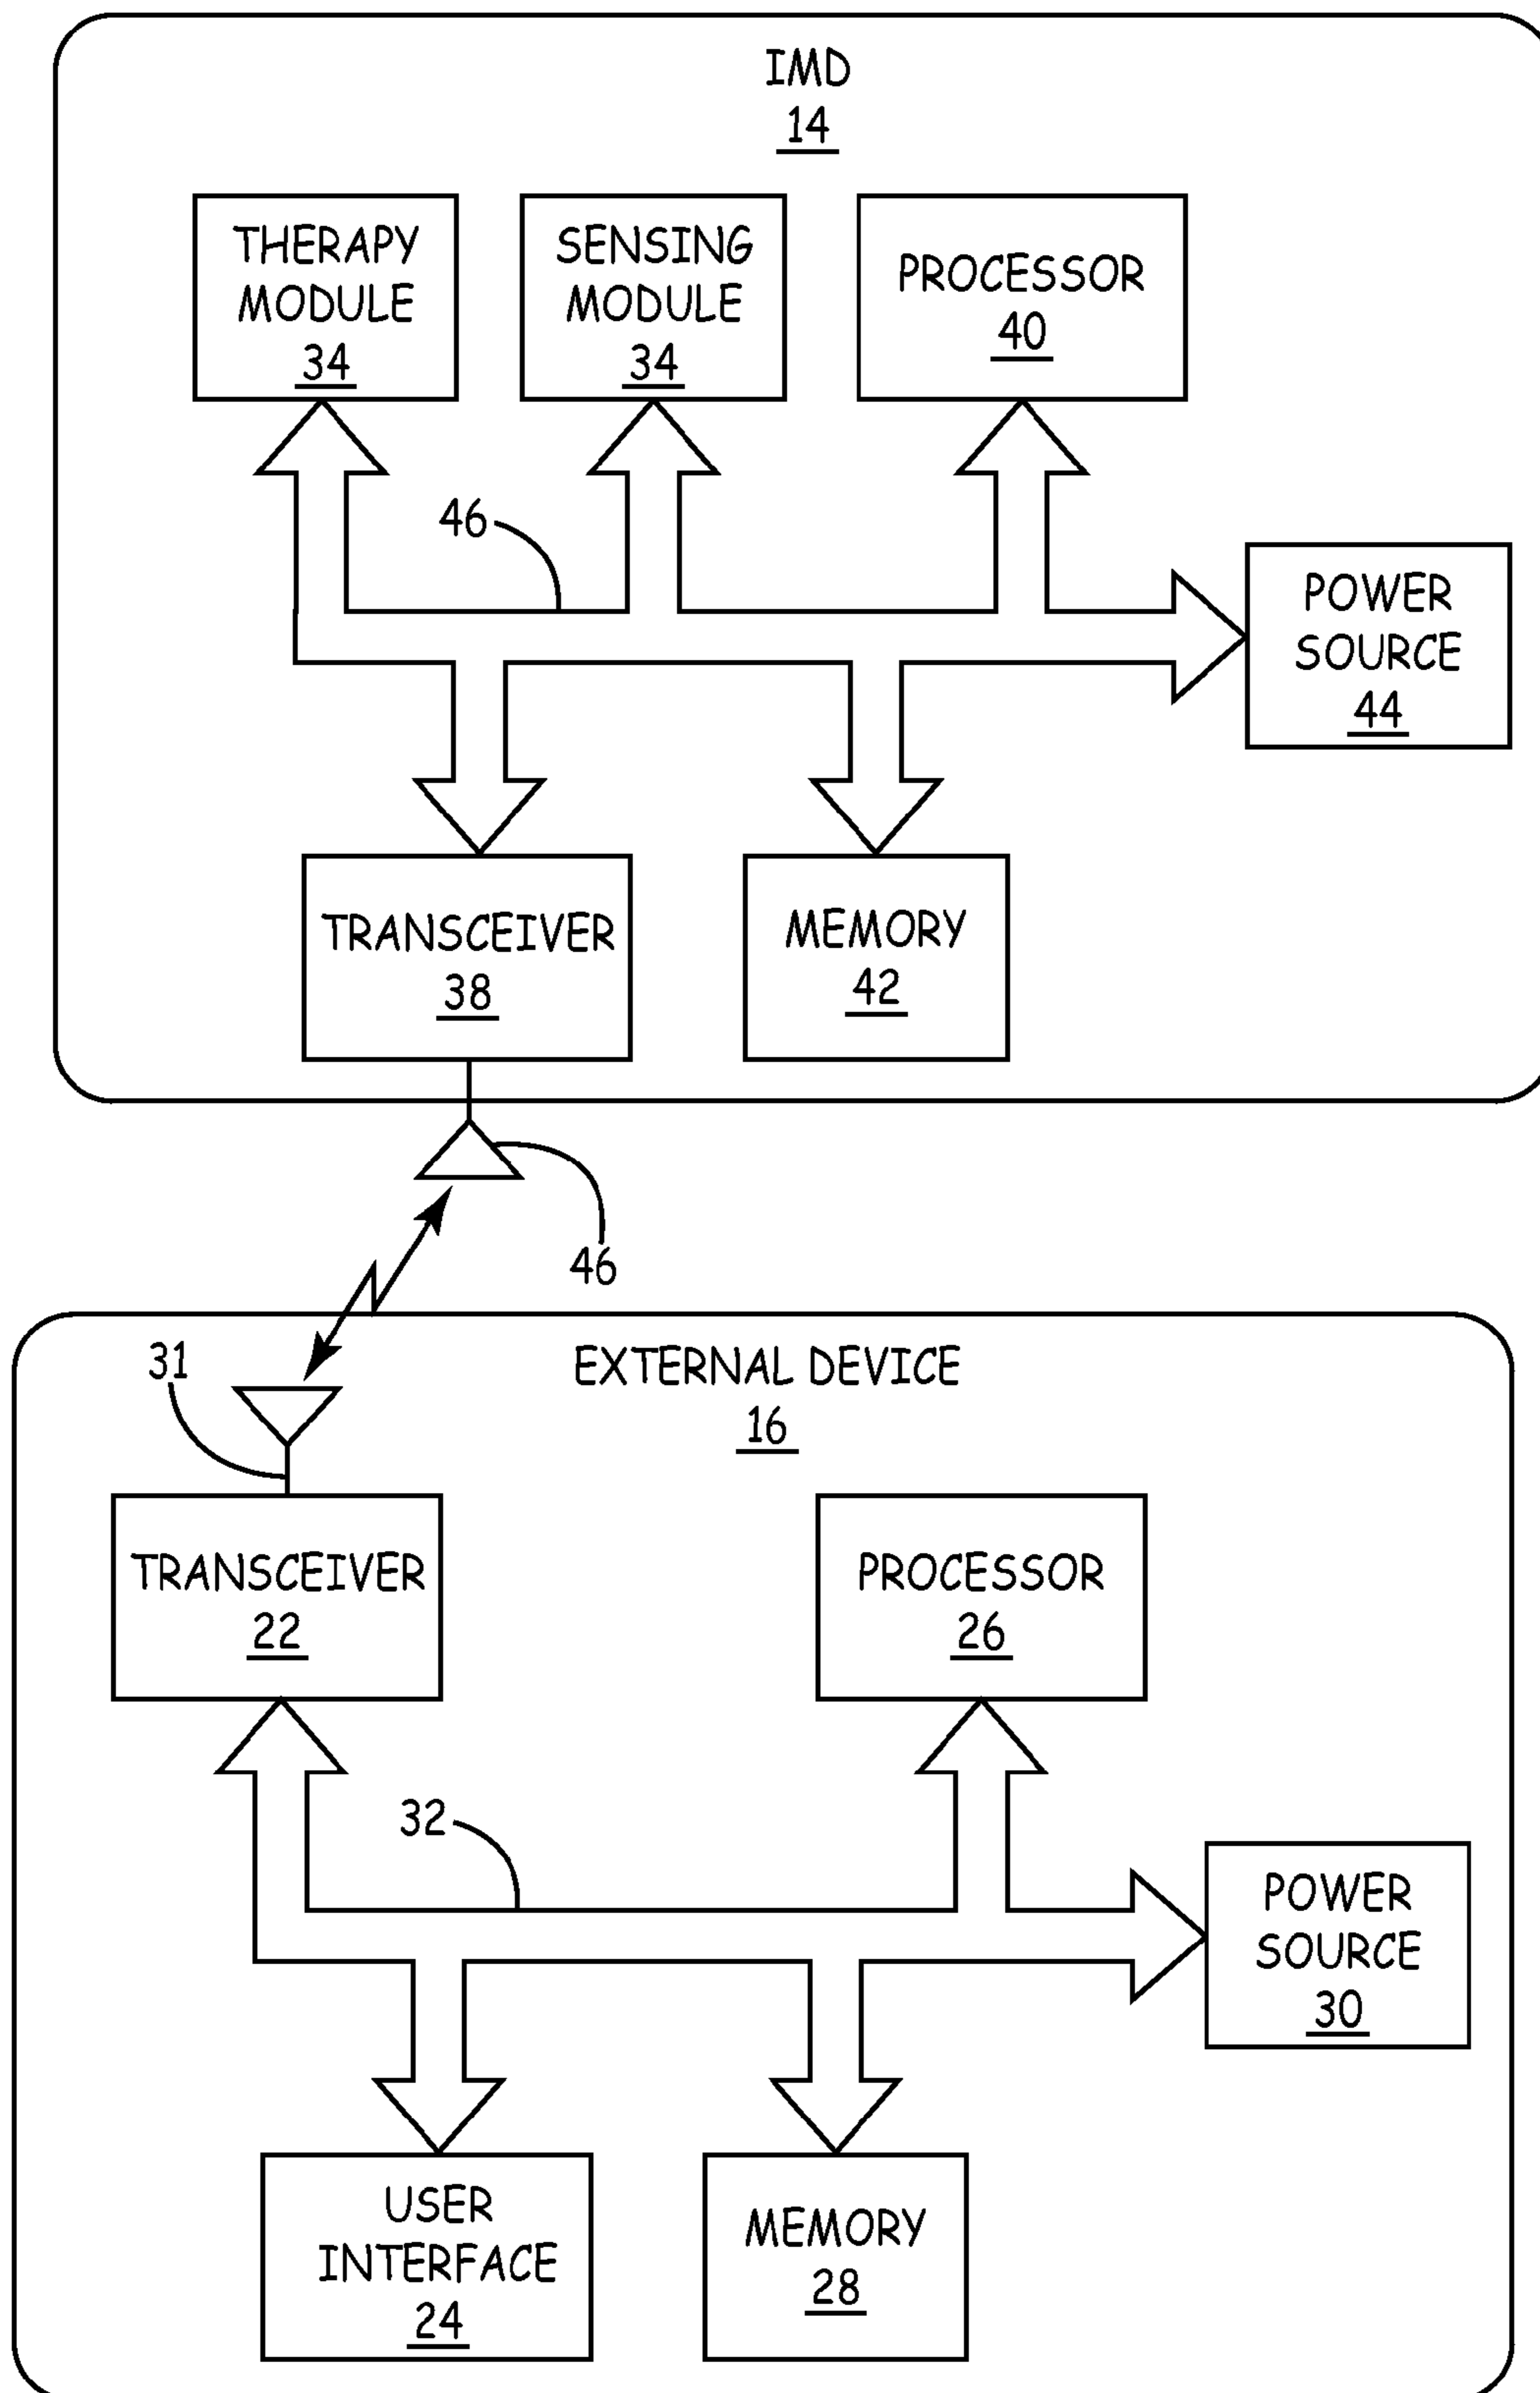 IMD
14
THERAPY
MODULE
34
SENSING
MODULE
34
PROCESSOR
40
46
POWER
SOURCE
44
TRANSCEIVER
38
MEMORY
42
46
31
EXTERNAL DEVICE
16
TRANSCEIVER
22
PROCESSOR
26
32
POWER
SOURCE
30
USER
INTERFACE
24
MEMORY
28